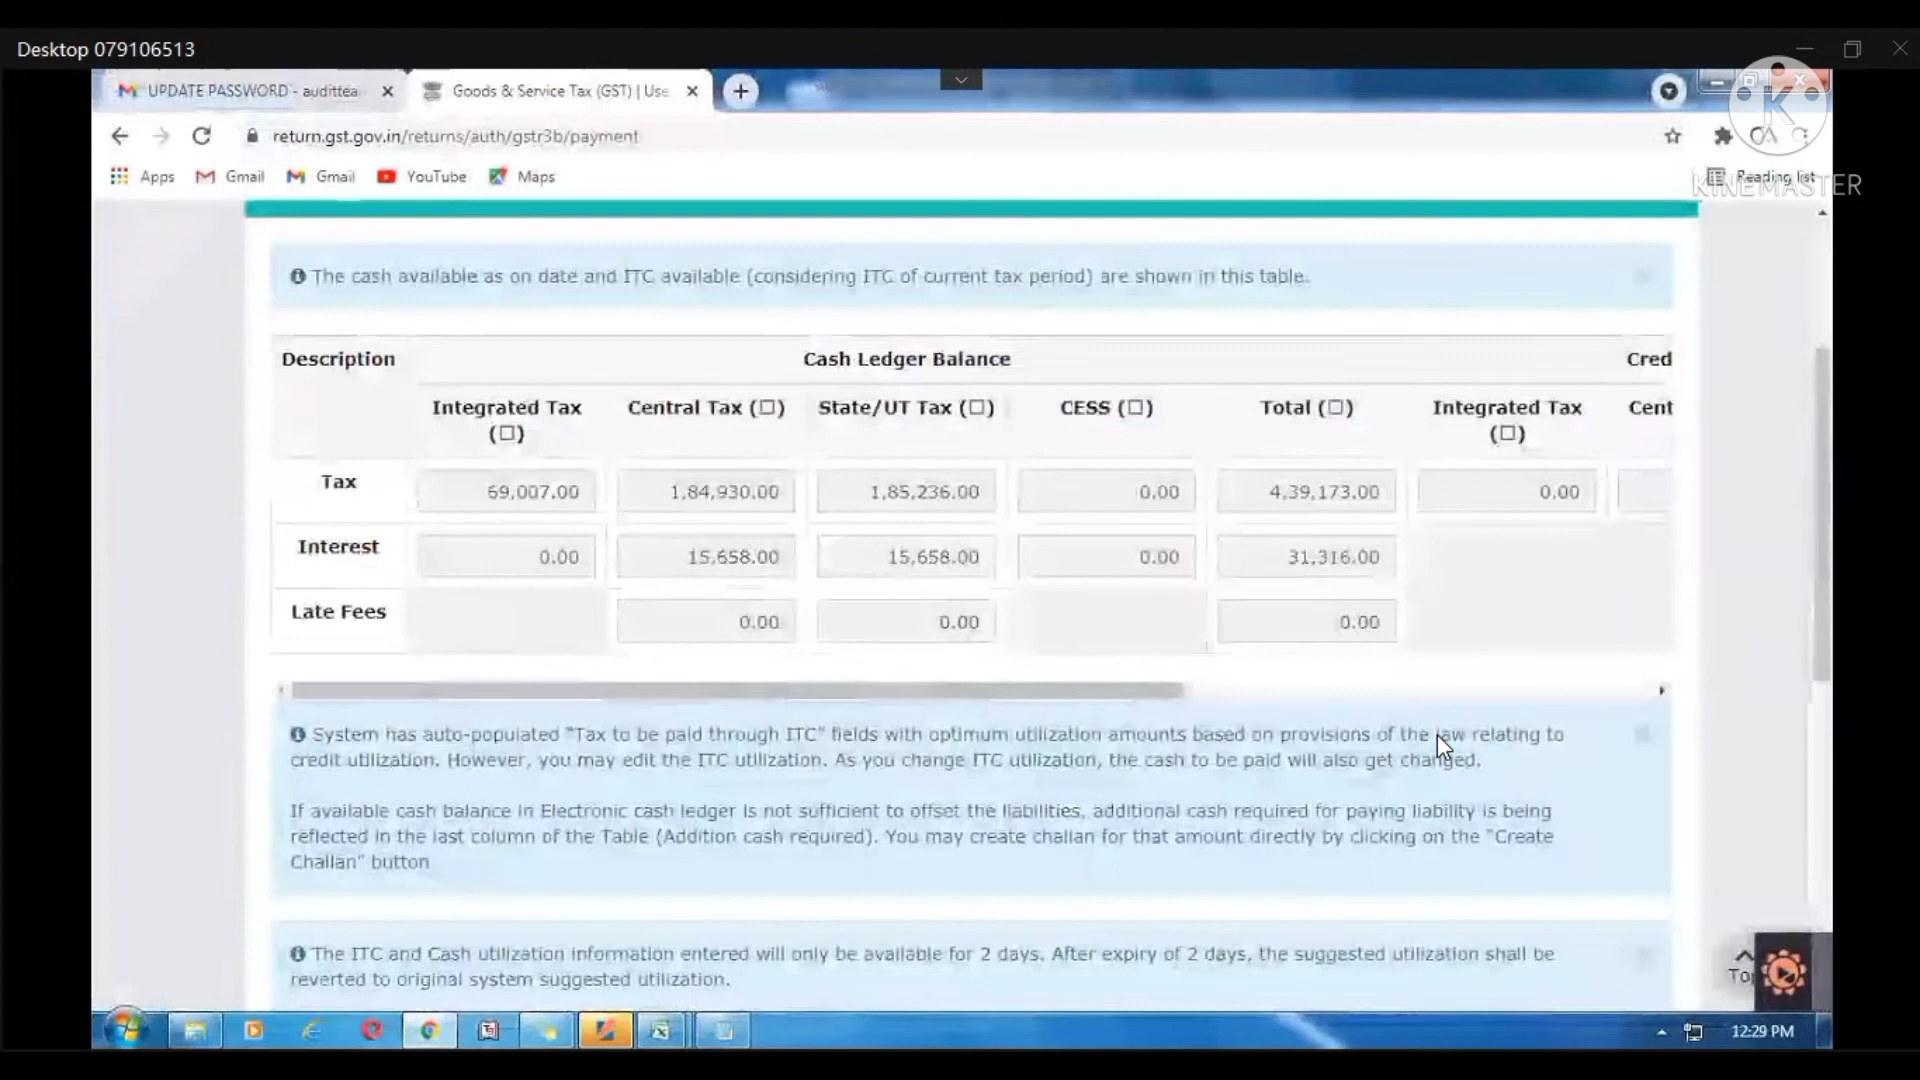 Desktop 079106513
UPDATE PASSWORD - audittea
Goods & Service Tax (GST) | Use
return.gst.gov.in/returns/auth/gstr3b/payment
Apps Gmail Gmail YouTube Maps Reading list
KINEMASTER
The cash available as on date and ITC available (considering ITC of current tax period) are shown in this table.
Description Cash Ledger Balance Cred
Integrated Tax Central Tax (□) State/UT Tax (□) CESS (□) Total (□) Integrated Tax Cent
(□) (□)
Tax 69,007.00 1,84,930.00 1,85,236.00 0.00 4,39,173.00 0.00
Interest 0.00 15,658.00 15,658.00 0.00 31,316.00
Late Fees 0.00 0.00 0.00
System has auto-populated "Tax to be paid through ITC" fields with optimum utilization amounts based on provisions of the law relating to
credit utilization. However, you may edit the ITC utilization. As you change ITC utilization, the cash to be paid will also get changed.
If available cash balance in Electronic cash ledger is not sufficient to offset the liabilities, additional cash required for paying liability is being
reflected in the last column of the Table (Addition cash required). You may create challan for that amount directly by clicking on the "Create
Challan" button
The ITC and Cash utilization information entered will only be available for 2 days. After expiry of 2 days, the suggested utilization shall be
reverted to original system suggested utilization.
Top
12:29 PM